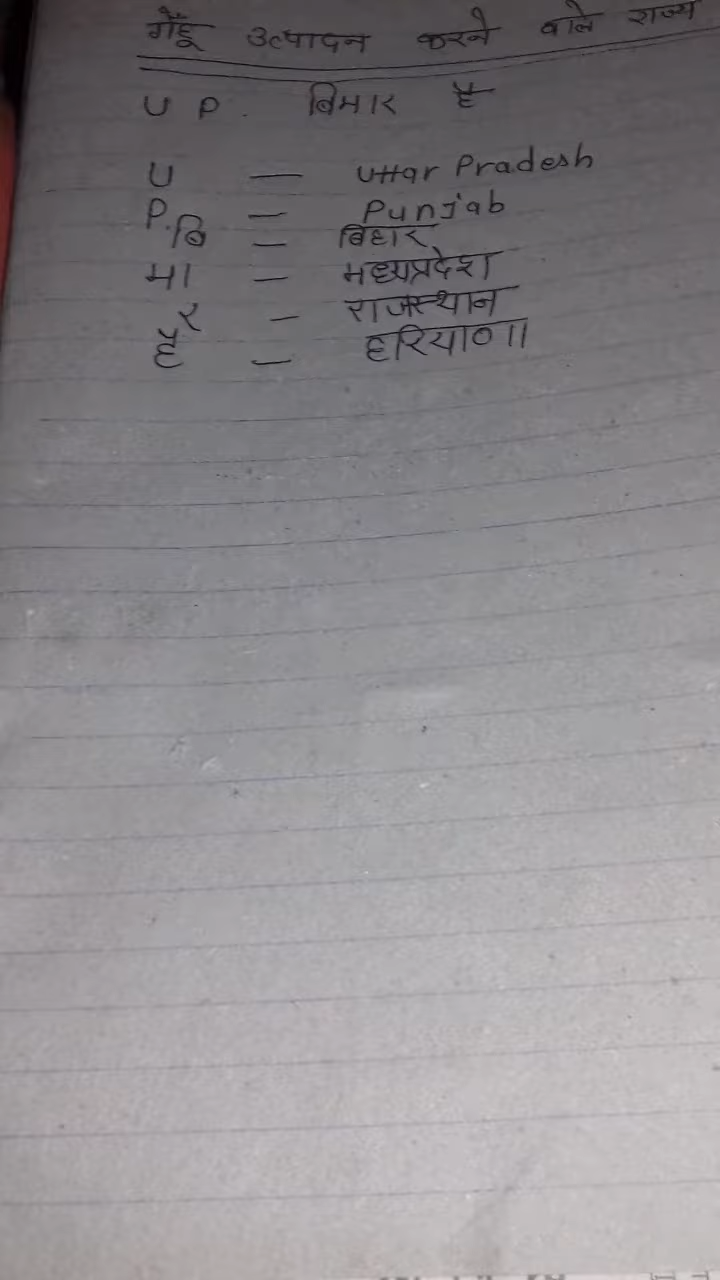 गेंहू उत्पादन करने वाले राज्य
U P. बिमार है
U — Uttar Pradesh
P. — Punjab
बि — बिहार
मा — मध्यप्रदेश
र — राजस्थान
है — हरियाणा